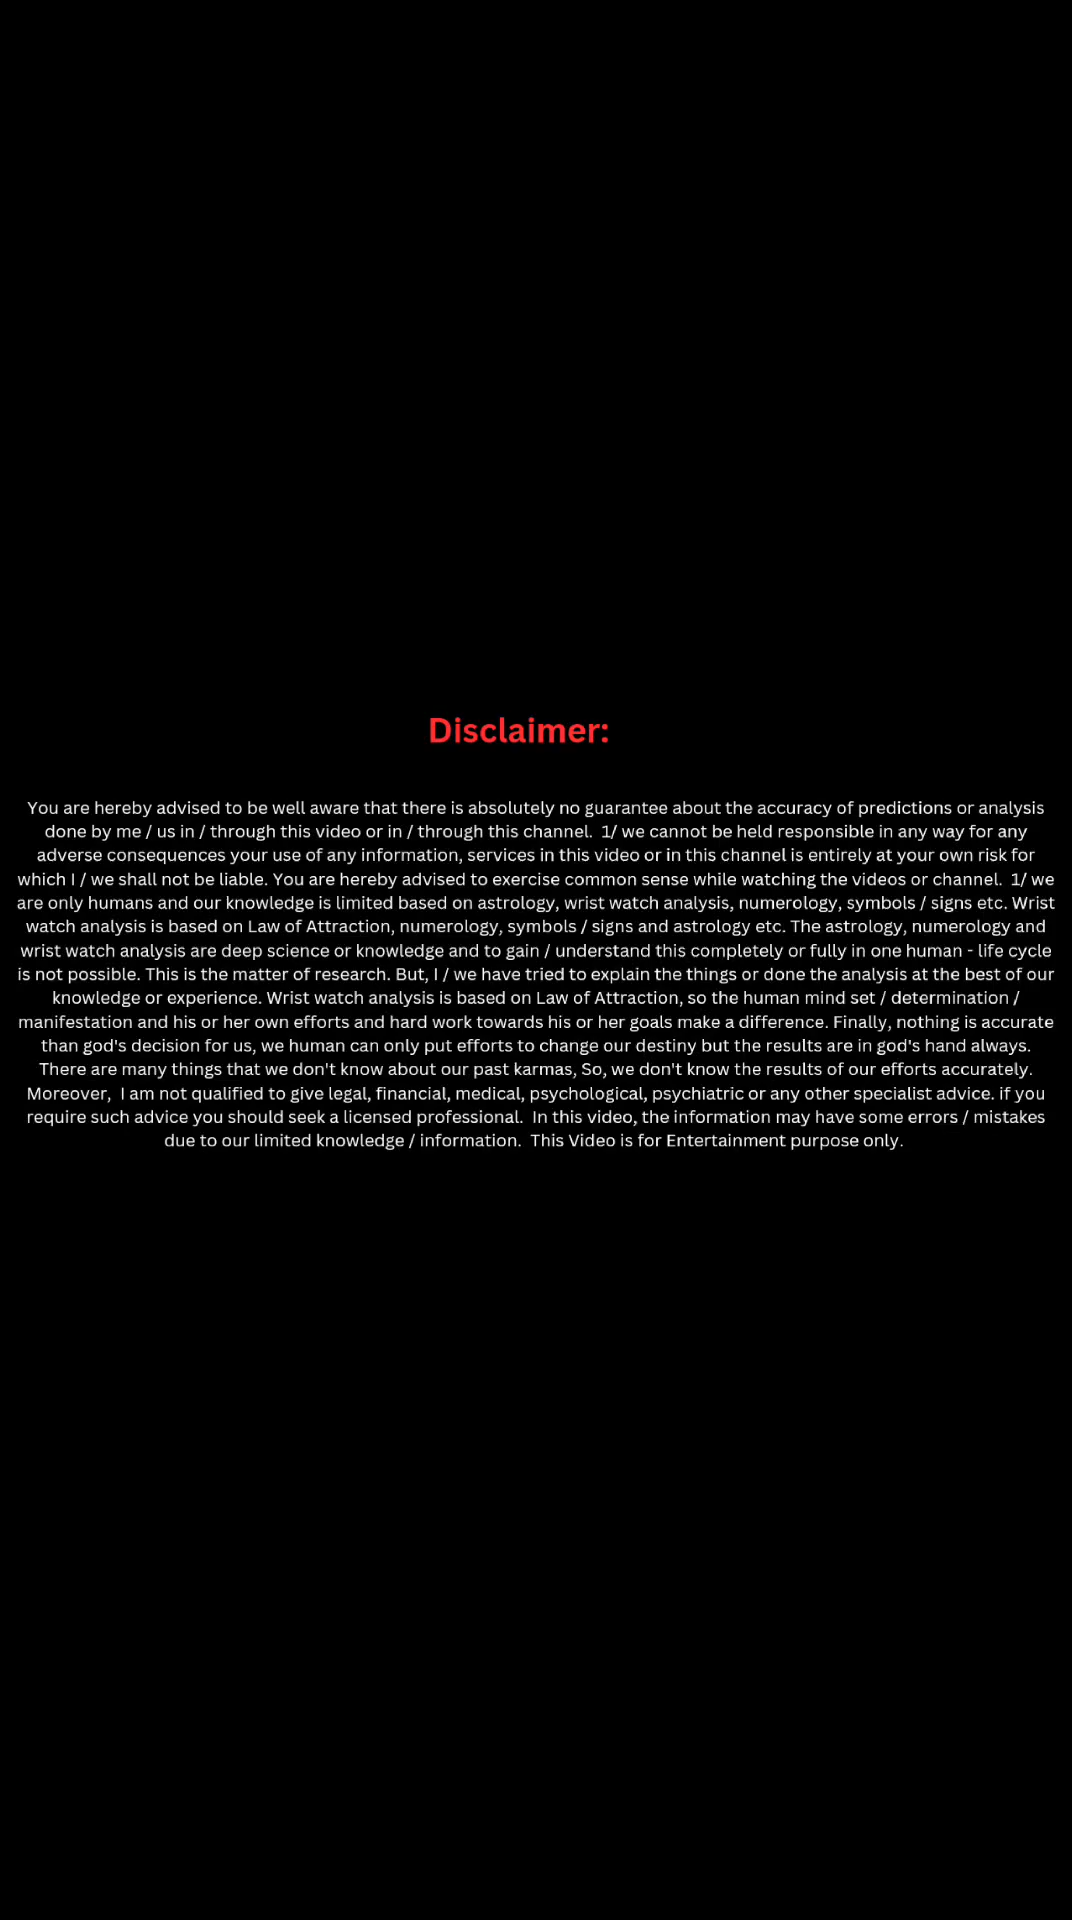 Disclaimer:
You are hereby advised to be well aware that there is absolutely no guarantee about the accuracy of predictions or analysis
done by me / us in / through this video or in / through this channel.  1/ we cannot be held responsible in any way for any
adverse consequences your use of any information, services in this video or in this channel is entirely at your own risk for
which I / we shall not be liable. You are hereby advised to exercise common sense while watching the videos or channel.  1/ we
are only humans and our knowledge is limited based on astrology, wrist watch analysis, numerology, symbols / signs etc. Wrist
watch analysis is based on Law of Attraction, numerology, symbols / signs and astrology etc. The astrology, numerology and
wrist watch analysis are deep science or knowledge and to gain / understand this completely or fully in one human - life cycle
is not possible. This is the matter of research. But, I / we have tried to explain the things or done the analysis at the best of our
knowledge or experience. Wrist watch analysis is based on Law of Attraction, so the human mind set / determination /
manifestation and his or her own efforts and hard work towards his or her goals make a difference. Finally, nothing is accurate
than god's decision for us, we human can only put efforts to change our destiny but the results are in god's hand always.
There are many things that we don't know about our past karmas, So, we don't know the results of our efforts accurately.
Moreover,  I am not qualified to give legal, financial, medical, psychological, psychiatric or any other specialist advice. if you
require such advice you should seek a licensed professional.  In this video, the information may have some errors / mistakes
due to our limited knowledge / information.  This Video is for Entertainment purpose only.